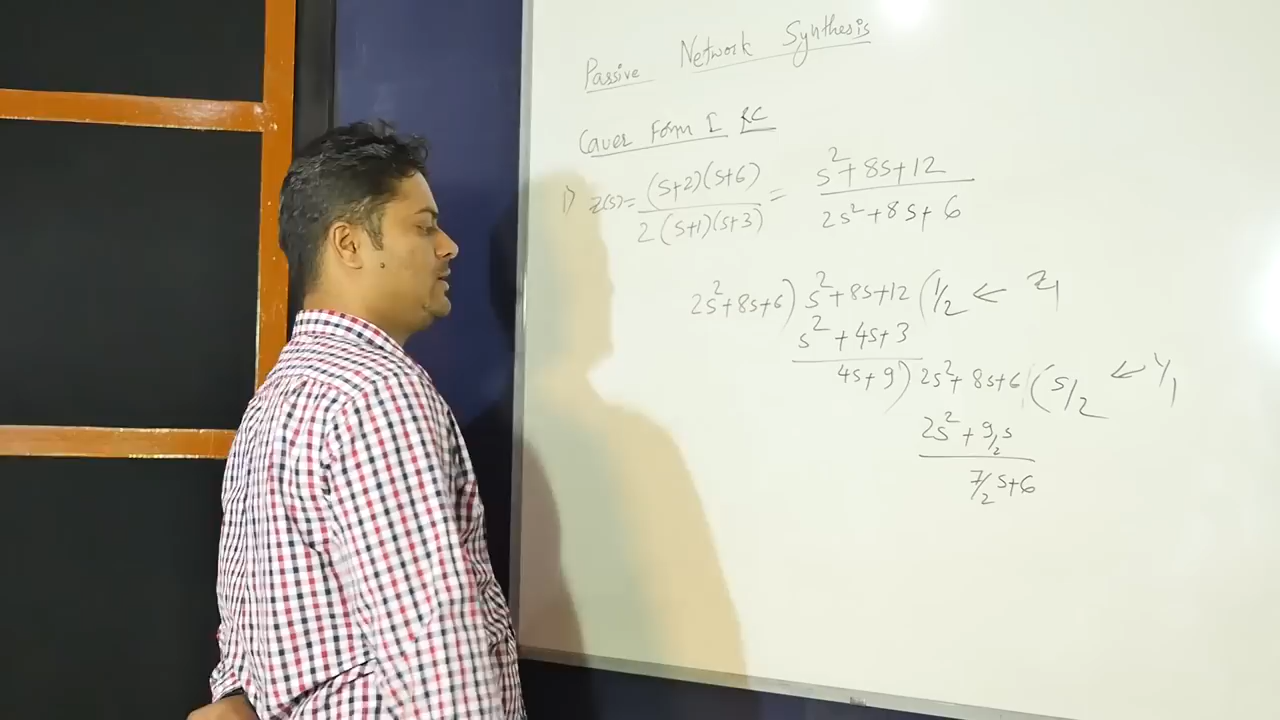 Passive Network Synthesis
Cauer Form I RC
1) Z(s) = (s+2)(s+6) / 2(s+1)(s+3) = s²+8s+12 / 2s²+8s+6
2s²+8s+6) s²+8s+12 (1/2 ← Z₁
s²+4s+3
4s+9) 2s²+8s+6 (s/2 ← Y₁
2s²+9/2s
7/2 s+6